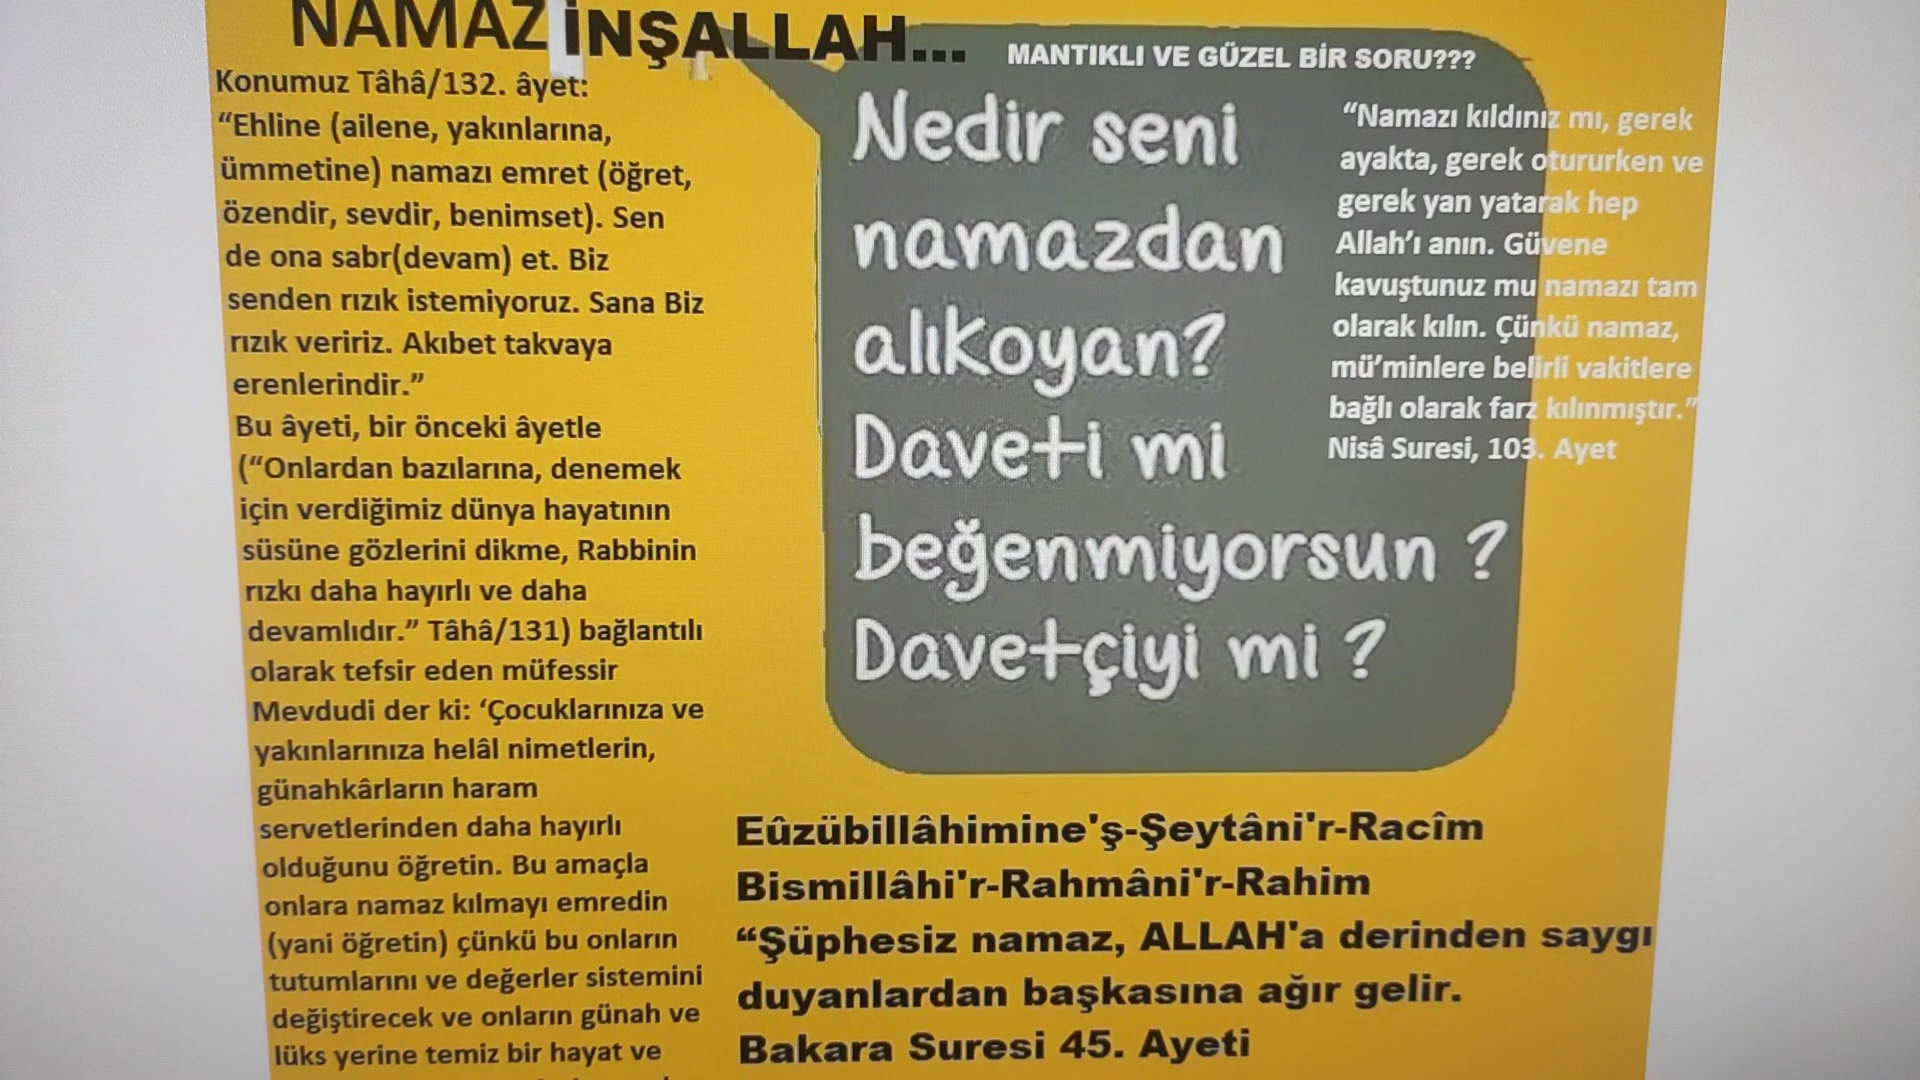 NAMAZ İNŞALLAH...
Konumuz Tâhâ/132. âyet:
“Ehline (ailene, yakınlarına,
ümmetine) namazı emret (öğret,
özendir, sevdir, benimset). Sen
de ona sabr(devam) et. Biz
senden rızık istemiyoruz. Sana Biz
rızık veririz. Akıbet takvaya
erenlerindir.”
Bu âyeti, bir önceki âyetle
(“Onlardan bazılarına, denemek
için verdiğimiz dünya hayatının
süsüne gözlerini dikme, Rabbinin
rızkı daha hayırlı ve daha
devamlıdır.” Tâhâ/131) bağlantılı
olarak tefsir eden müfessir
Mevdudi der ki: ‘Çocuklarınıza ve
yakınlarınıza helâl nimetlerin,
günahkârların haram
servetlerinden daha hayırlı
olduğunu öğretin. Bu amaçla
onlara namaz kılmayı emredin
(yani öğretin) çünkü bu onların
tutumlarını ve değerler sistemini
değiştirecek ve onların günah ve
lüks yerine temiz bir hayat ve
MANTIKLI VE GÜZEL BİR SORU???
Nedir seni
namazdan
alıkoyan?
Daveti mi
beğenmiyorsun ?
Davetçiyi mi ?
“Namazı kıldınız mı, gerek
ayakta, gerek otururken ve
gerek yan yatarak hep
Allah’ı anın. Güvene
kavuştunuz mu namazı tam
olarak kılın. Çünkü namaz,
mü’minlere belirli vakitlere
bağlı olarak farz kılınmıştır.”
Nisâ Suresi, 103. Ayet
Eûzübillâhimine'ş-Şeytâni'r-Racîm
Bismillâhi'r-Rahmâni'r-Rahim
“Şüphesiz namaz, ALLAH'a derinden saygı
duyanlardan başkasına ağır gelir.
Bakara Suresi 45. Ayeti